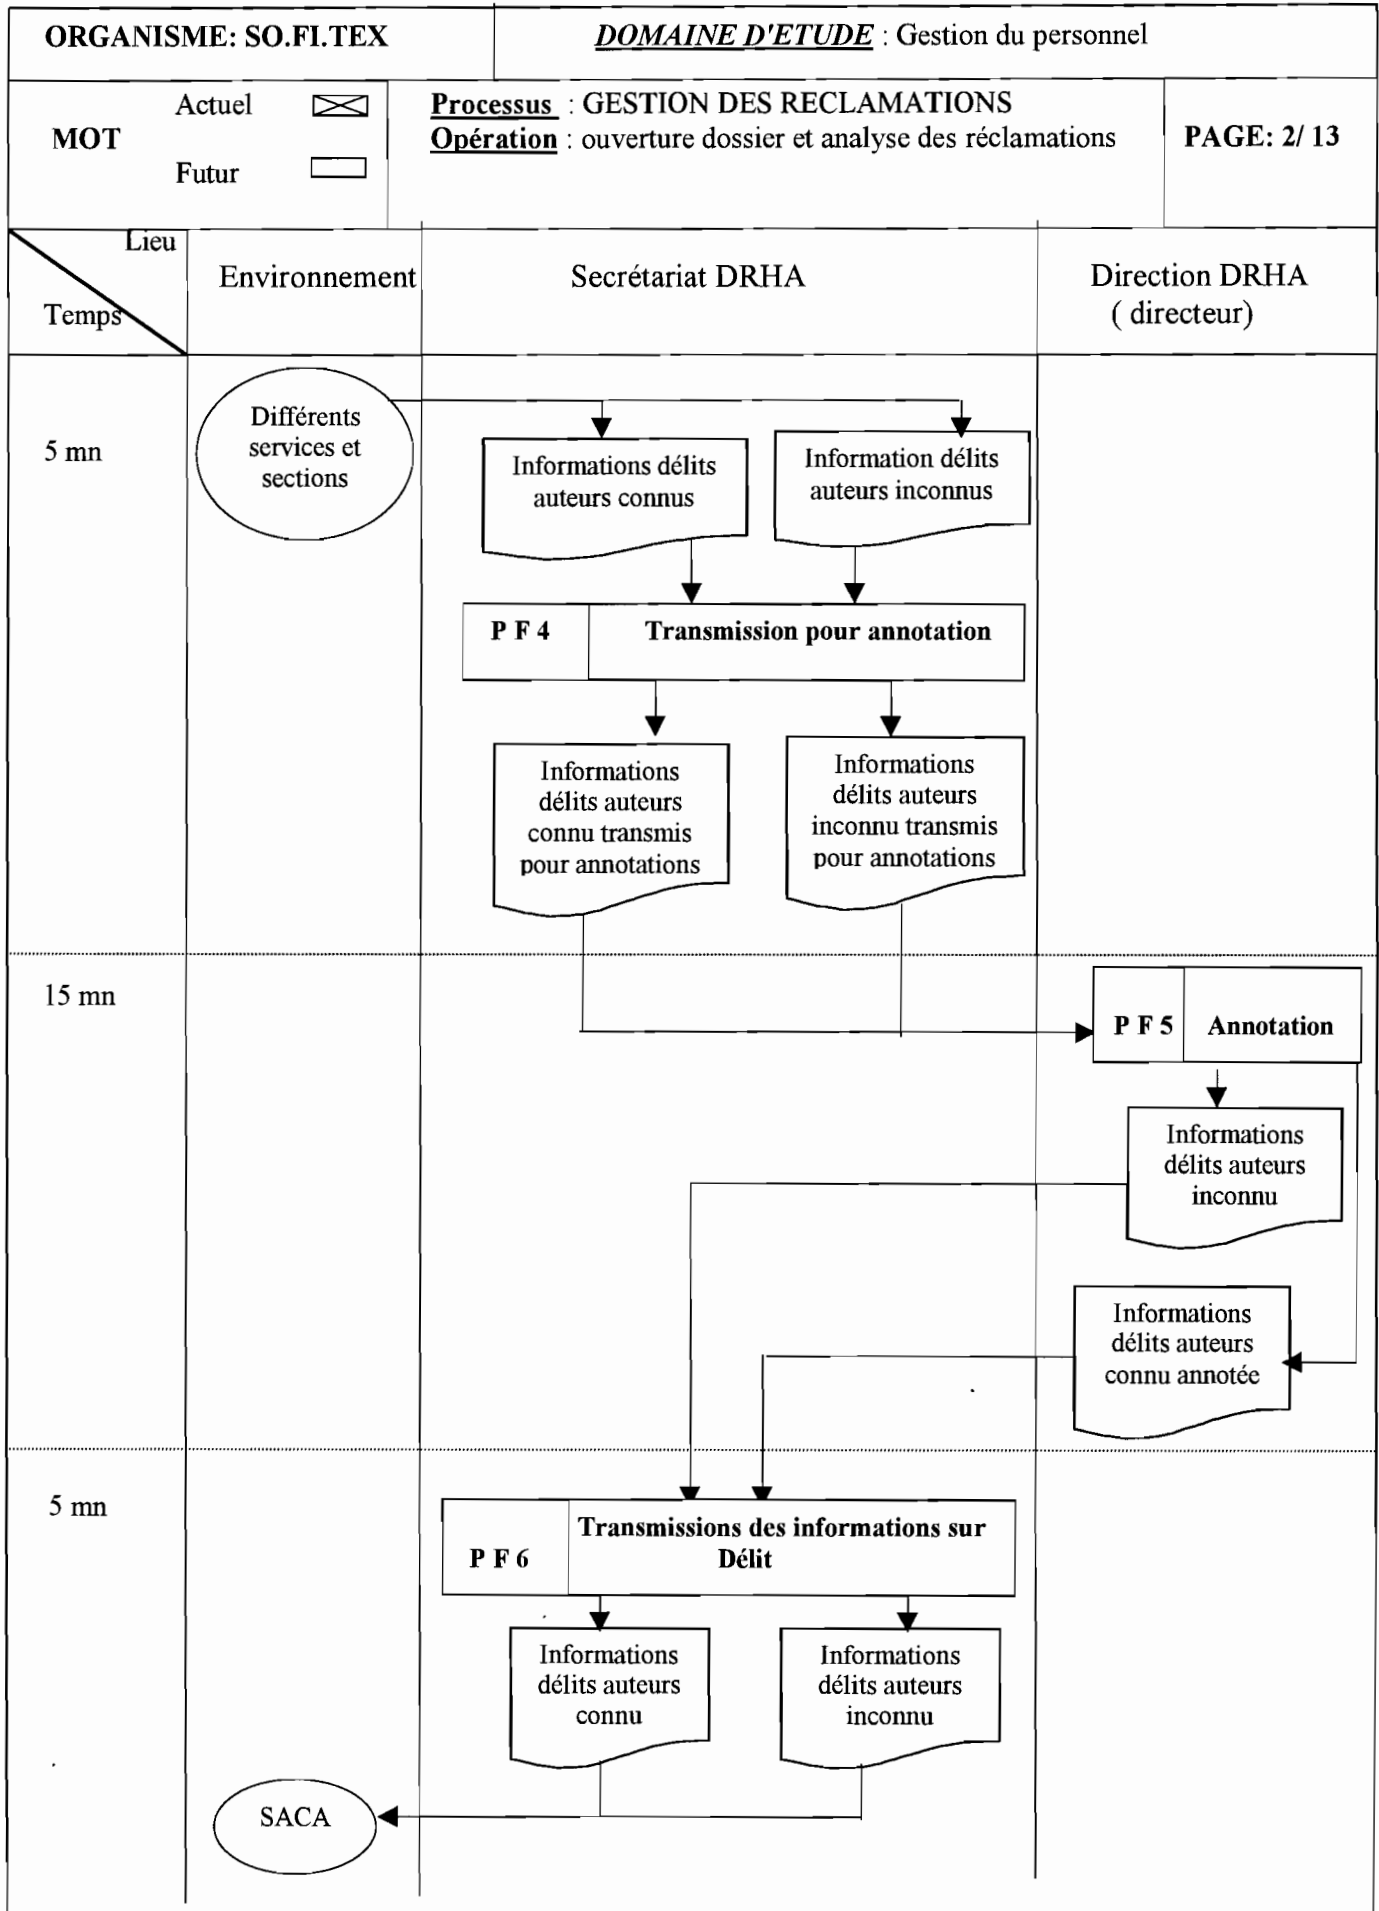 ORGANISME: SO.FI.TEX
DOMAINE D'ETUDE : Gestion du personnel
MOT
Actuel
Futur
Processus : GESTION DES RECLAMATIONS
Opération : ouverture dossier et analyse des réclamations
PAGE: 2/ 13
Lieu
Temps
Environnement
Secrétariat DRHA
Direction DRHA
( directeur)
5 mn
Différents
services et
sections
Informations délits
auteurs connus
Information délits
auteurs inconnus
P F 4
Transmission pour annotation
Informations
délits auteurs
connu transmis
pour annotations
Informations
délits auteurs
inconnu transmis
pour annotations
15 mn
P F 5
Annotation
Informations
délits auteurs
inconnu
Informations
délits auteurs
connu annotée
5 mn
P F 6
Transmissions des informations sur
Délit
Informations
délits auteurs
connu
Informations
délits auteurs
inconnu
SACA